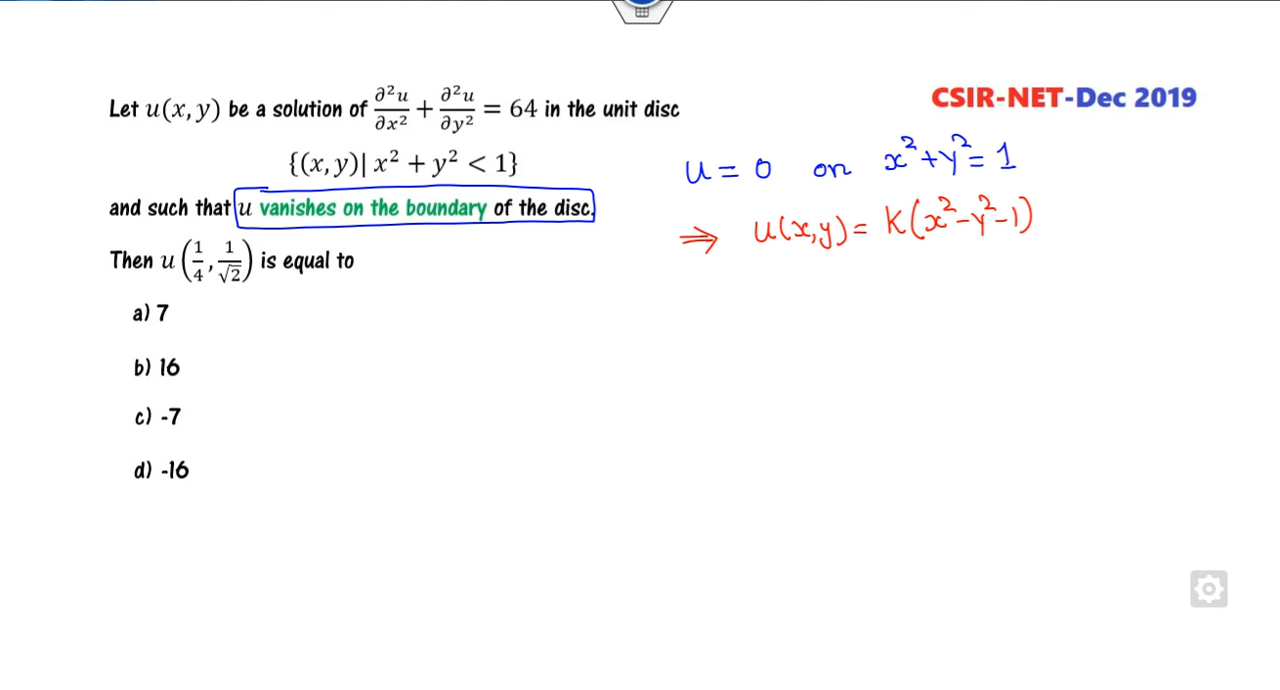 Let u(x, y) be a solution of ∂²u/∂x² + ∂²u/∂y² = 64 in the unit disc
{(x, y)| x² + y² < 1}
and such that u vanishes on the boundary of the disc.
Then u (1/4, 1/√2) is equal to
a) 7
b) 16
c) -7
d) -16
CSIR-NET-Dec 2019
u = 0 on x² + y² = 1
⇒ u(x,y) = K(x² - y² - 1)